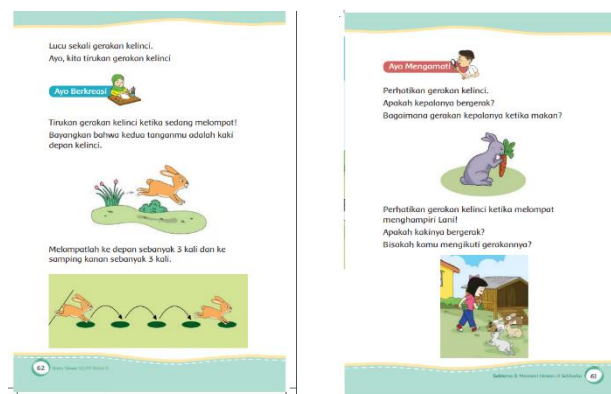 Lucu sekali gerakan kelinci.
Ayo, kita tirukan gerakan kelinci
Ayo Berkreasi
Tirukan gerakan kelinci ketika sedang melompat!
Bayangkan bahwa kedua tanganmu adalah kaki
depan kelinci.
Melompatlah ke depan sebanyak 3 kali dan ke
samping kanan sebanyak 3 kali.
62
Ayo Mengamati
Perhatikan gerakan kelinci.
Apakah kepalanya bergerak?
Bagaimana gerakan kepalanya ketika makan?
Perhatikan gerakan kelinci ketika melompat
menghampiri Lani!
Apakah kakinya bergerak?
Bisakah kamu mengikuti gerakannya?
61